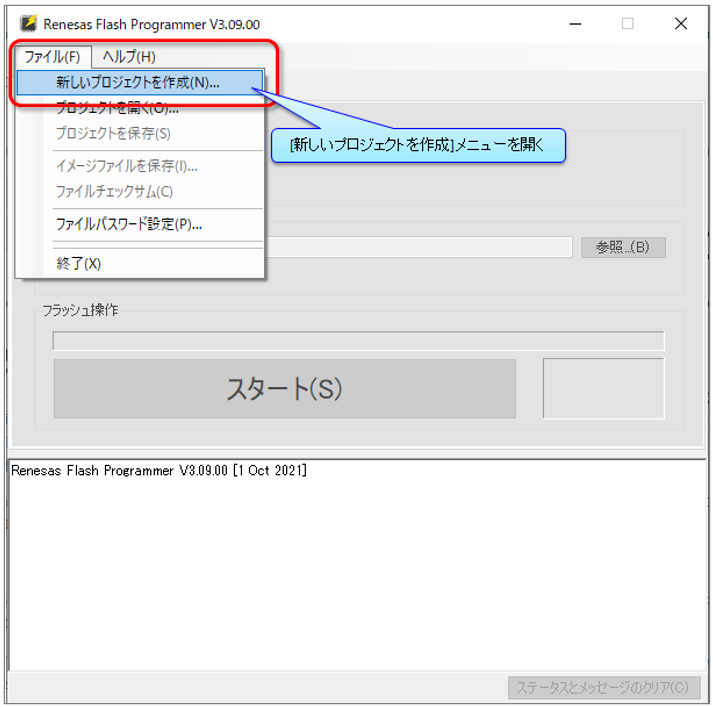 Renesas Flash Programmer V3.09.00
ファイル(F) ヘルプ(H)
新しいプロジェクトを作成(N)...
プロジェクトを開く(O)...
プロジェクトを保存(S)
[新しいプロジェクトを作成]メニューを開く
イメージファイルを保存(I)...
ファイルチェックサム(C)
ファイルパスワード設定(P)...
参照...(B)
終了(X)
フラッシュ操作
スタート(S)
Renesas Flash Programmer V3.09.00 [1 Oct 2021]
ステータスとメッセージのクリア(C)